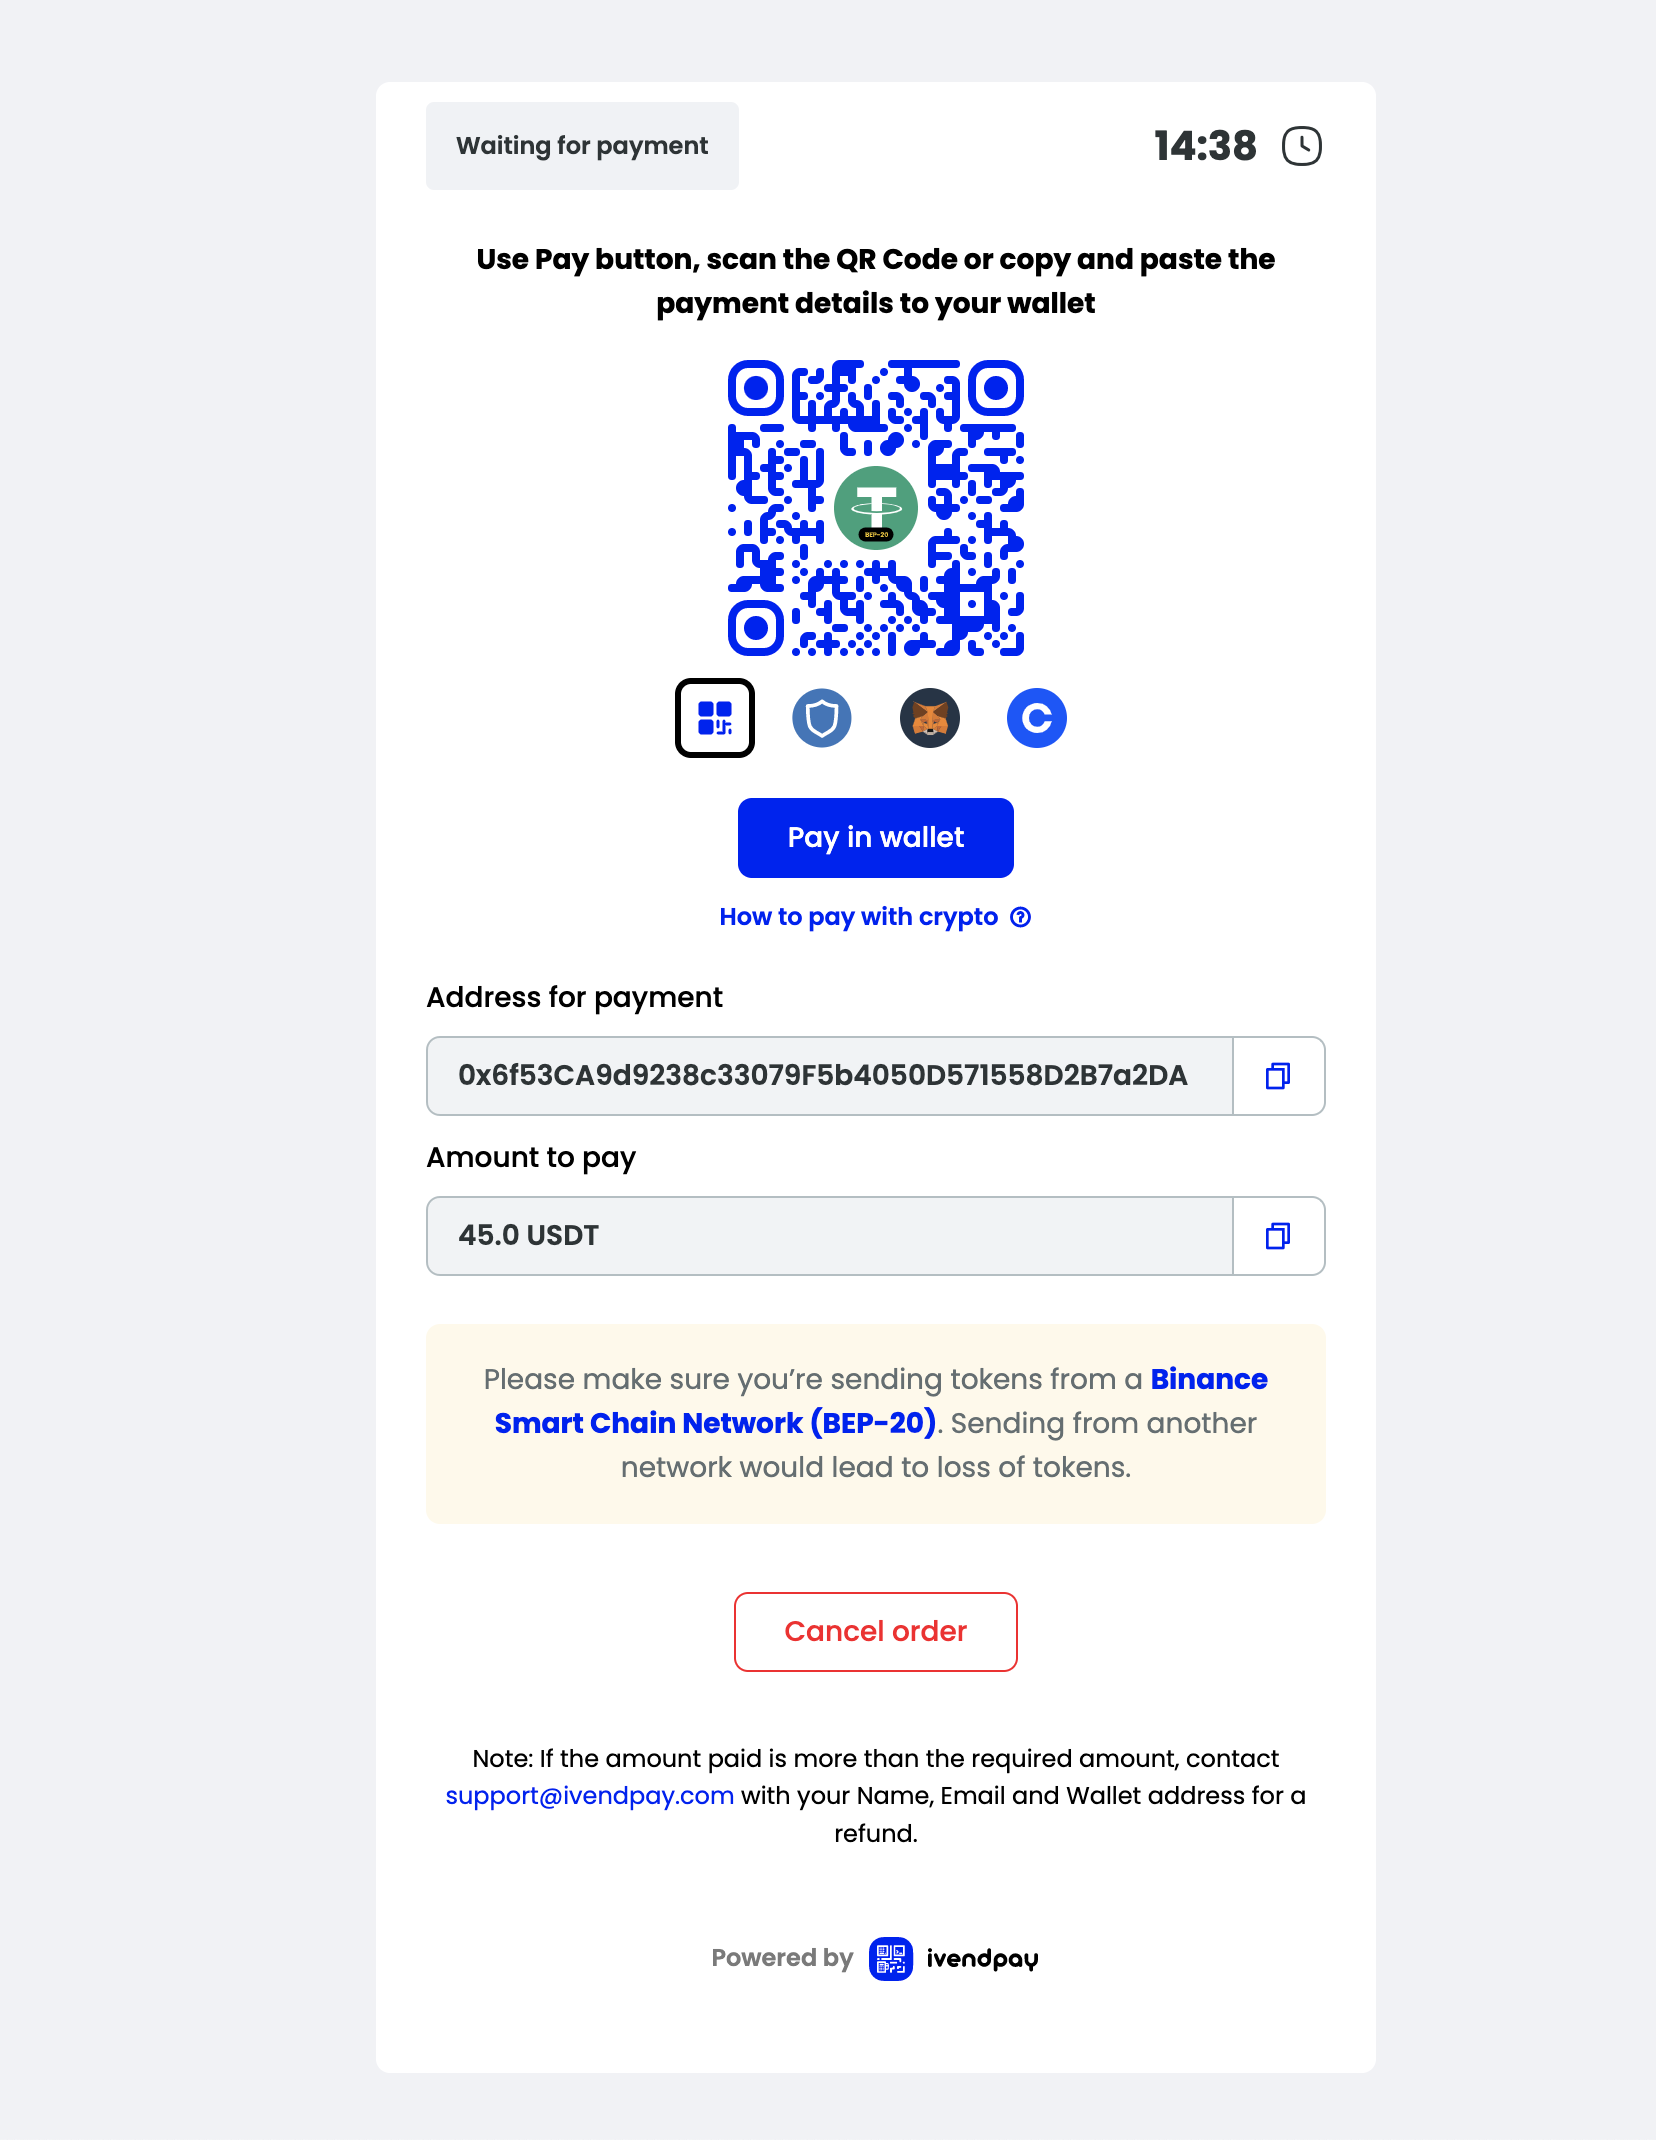 Waiting for payment
14:38
Use Pay button, scan the QR Code or copy and paste the
payment details to your wallet
BEP-20
Pay in wallet
How to pay with crypto
Address for payment
0x6f53CA9d9238c33079F5b4050D571558D2B7a2DA
Amount to pay
45.0 USDT
Please make sure you’re sending tokens from a Binance
Smart Chain Network (BEP-20). Sending from another
network would lead to loss of tokens.
Cancel order
Note: If the amount paid is more than the required amount, contact
support@ivendpay.com with your Name, Email and Wallet address for a
refund.
Powered by ivendpay